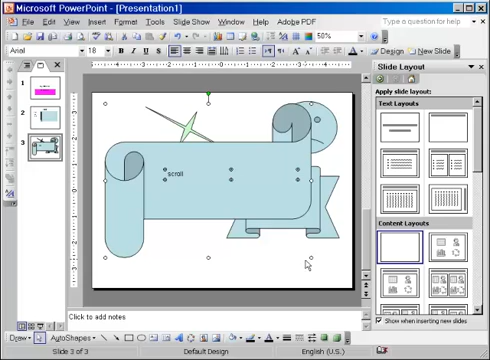 Microsoft PowerPoint - [Presentation1]
File Edit View Insert Format Tools Slide Show Window Help Adobe PDF
Type a question for help
50%
Arial 18 B I U S Design New Slide
1
2
3
scroll
Slide Layout
Apply slide layout:
Text Layouts
Content Layouts
Show when inserting new slides
Click to add notes
Draw AutoShapes
Slide 3 of 3 Default Design English (U.S.)